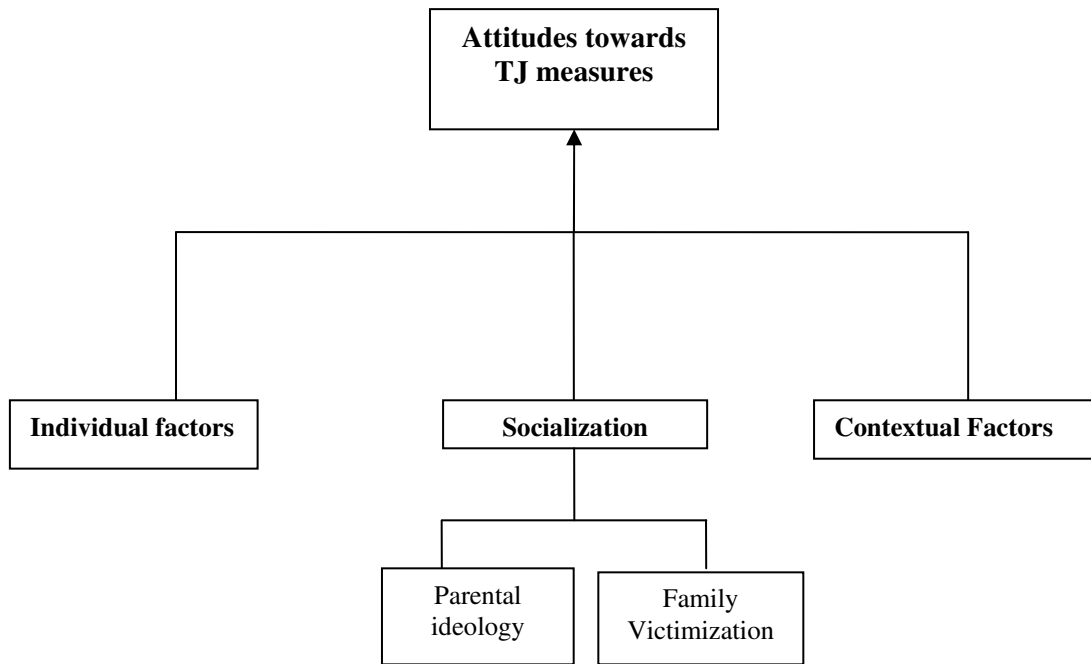 Attitudes towards
TJ measures
Individual factors
Socialization
Contextual Factors
Parental
ideology
Family
Victimization